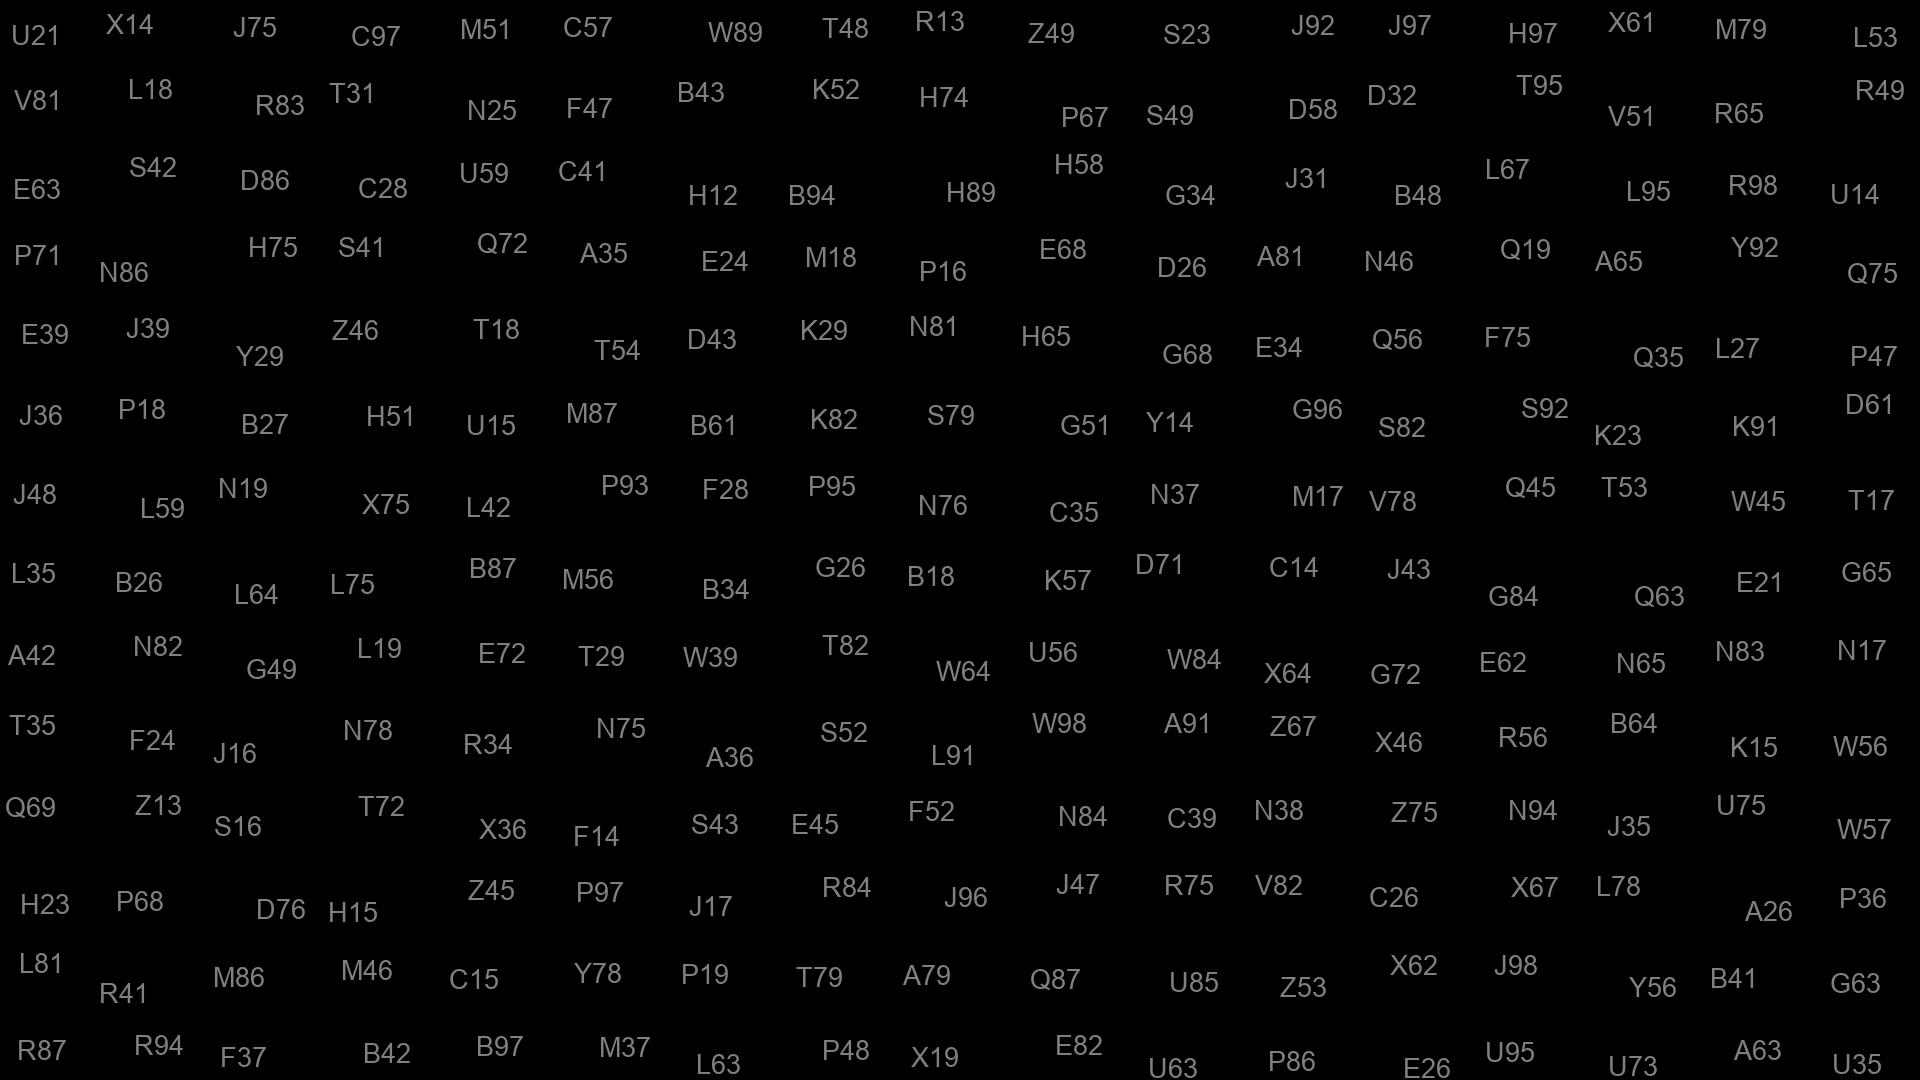 U21 X14 J75 C97 M51 C57 W89 T48 R13 Z49 S23 J92 J97 H97 X61 M79 L53
V81 L18 R83 T31 N25 F47 B43 K52 H74 P67 S49 D58 D32 T95 V51 R65 R49
E63 S42 D86 C28 U59 C41 H12 B94 H89 H58 G34 J31 B48 L67 L95 R98 U14
P71 N86 H75 S41 Q72 A35 E24 M18 P16 E68 D26 A81 N46 Q19 A65 Y92 Q75
E39 J39 Y29 Z46 T18 T54 D43 K29 N81 H65 G68 E34 Q56 F75 Q35 L27 P47
J36 P18 B27 H51 U15 M87 B61 K82 S79 G51 Y14 G96 S82 S92 K23 K91 D61
J48 L59 N19 X75 L42 P93 F28 P95 N76 C35 N37 M17 V78 Q45 T53 W45 T17
L35 B26 L64 L75 B87 M56 B34 G26 B18 K57 D71 C14 J43 G84 Q63 E21 G65
A42 N82 G49 L19 E72 T29 W39 T82 W64 U56 W84 X64 G72 E62 N65 N83 N17
T35 F24 J16 N78 R34 N75 A36 S52 L91 W98 A91 Z67 X46 R56 B64 K15 W56
Q69 Z13 S16 T72 X36 F14 S43 E45 F52 N84 C39 N38 Z75 N94 J35 U75 W57
H23 P68 D76 H15 Z45 P97 J17 R84 J96 J47 R75 V82 C26 X67 L78 A26 P36
L81 R41 M86 M46 C15 Y78 P19 T79 A79 Q87 U85 Z53 X62 J98 Y56 B41 G63
R87 R94 F37 B42 B97 M37 L63 P48 X19 E82 U63 P86 E26 U95 U73 A63 U35